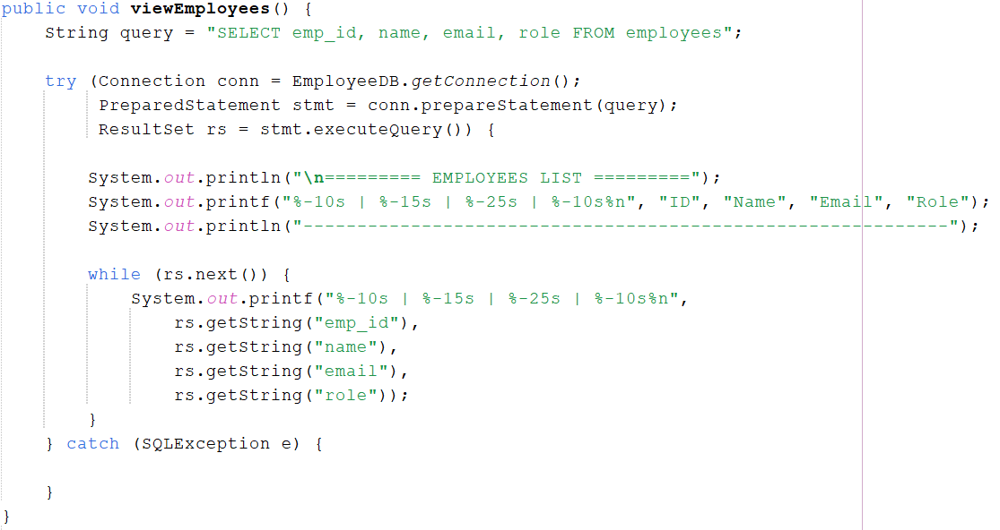 public void viewEmployees() {
    String query = "SELECT emp_id, name, email, role FROM employees";

    try (Connection conn = EmployeeDB.getConnection();
         PreparedStatement stmt = conn.prepareStatement(query);
         ResultSet rs = stmt.executeQuery()) {

        System.out.println("\n========= EMPLOYEES LIST =========");
        System.out.printf("%-10s | %-15s | %-25s | %-10s%n", "ID", "Name", "Email", "Role");
        System.out.println("------------------------------------------------------------");

        while (rs.next()) {
            System.out.printf("%-10s | %-15s | %-25s | %-10s%n",
                rs.getString("emp_id"),
                rs.getString("name"),
                rs.getString("email"),
                rs.getString("role"));
        }
    } catch (SQLException e) {

    }
}